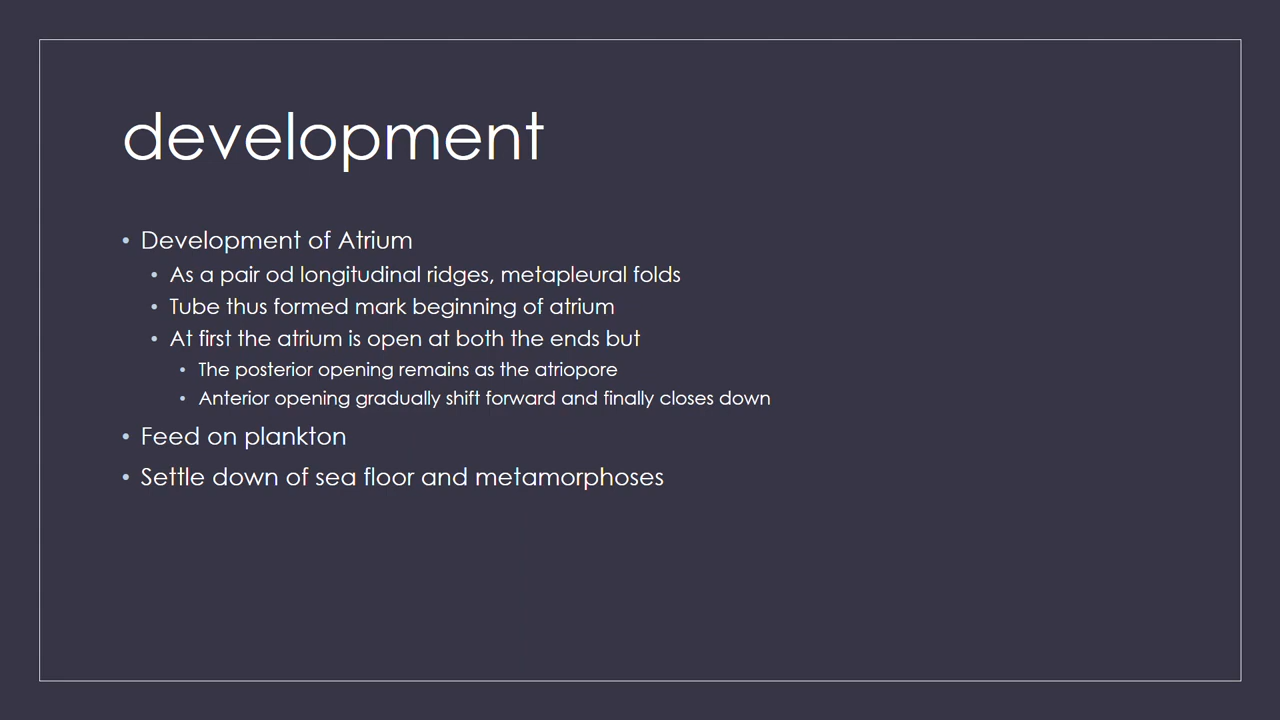 development
• Development of Atrium
• As a pair od longitudinal ridges, metapleural folds
• Tube thus formed mark beginning of atrium
• At first the atrium is open at both the ends but
• The posterior opening remains as the atriopore
• Anterior opening gradually shift forward and finally closes down
• Feed on plankton
• Settle down of sea floor and metamorphoses